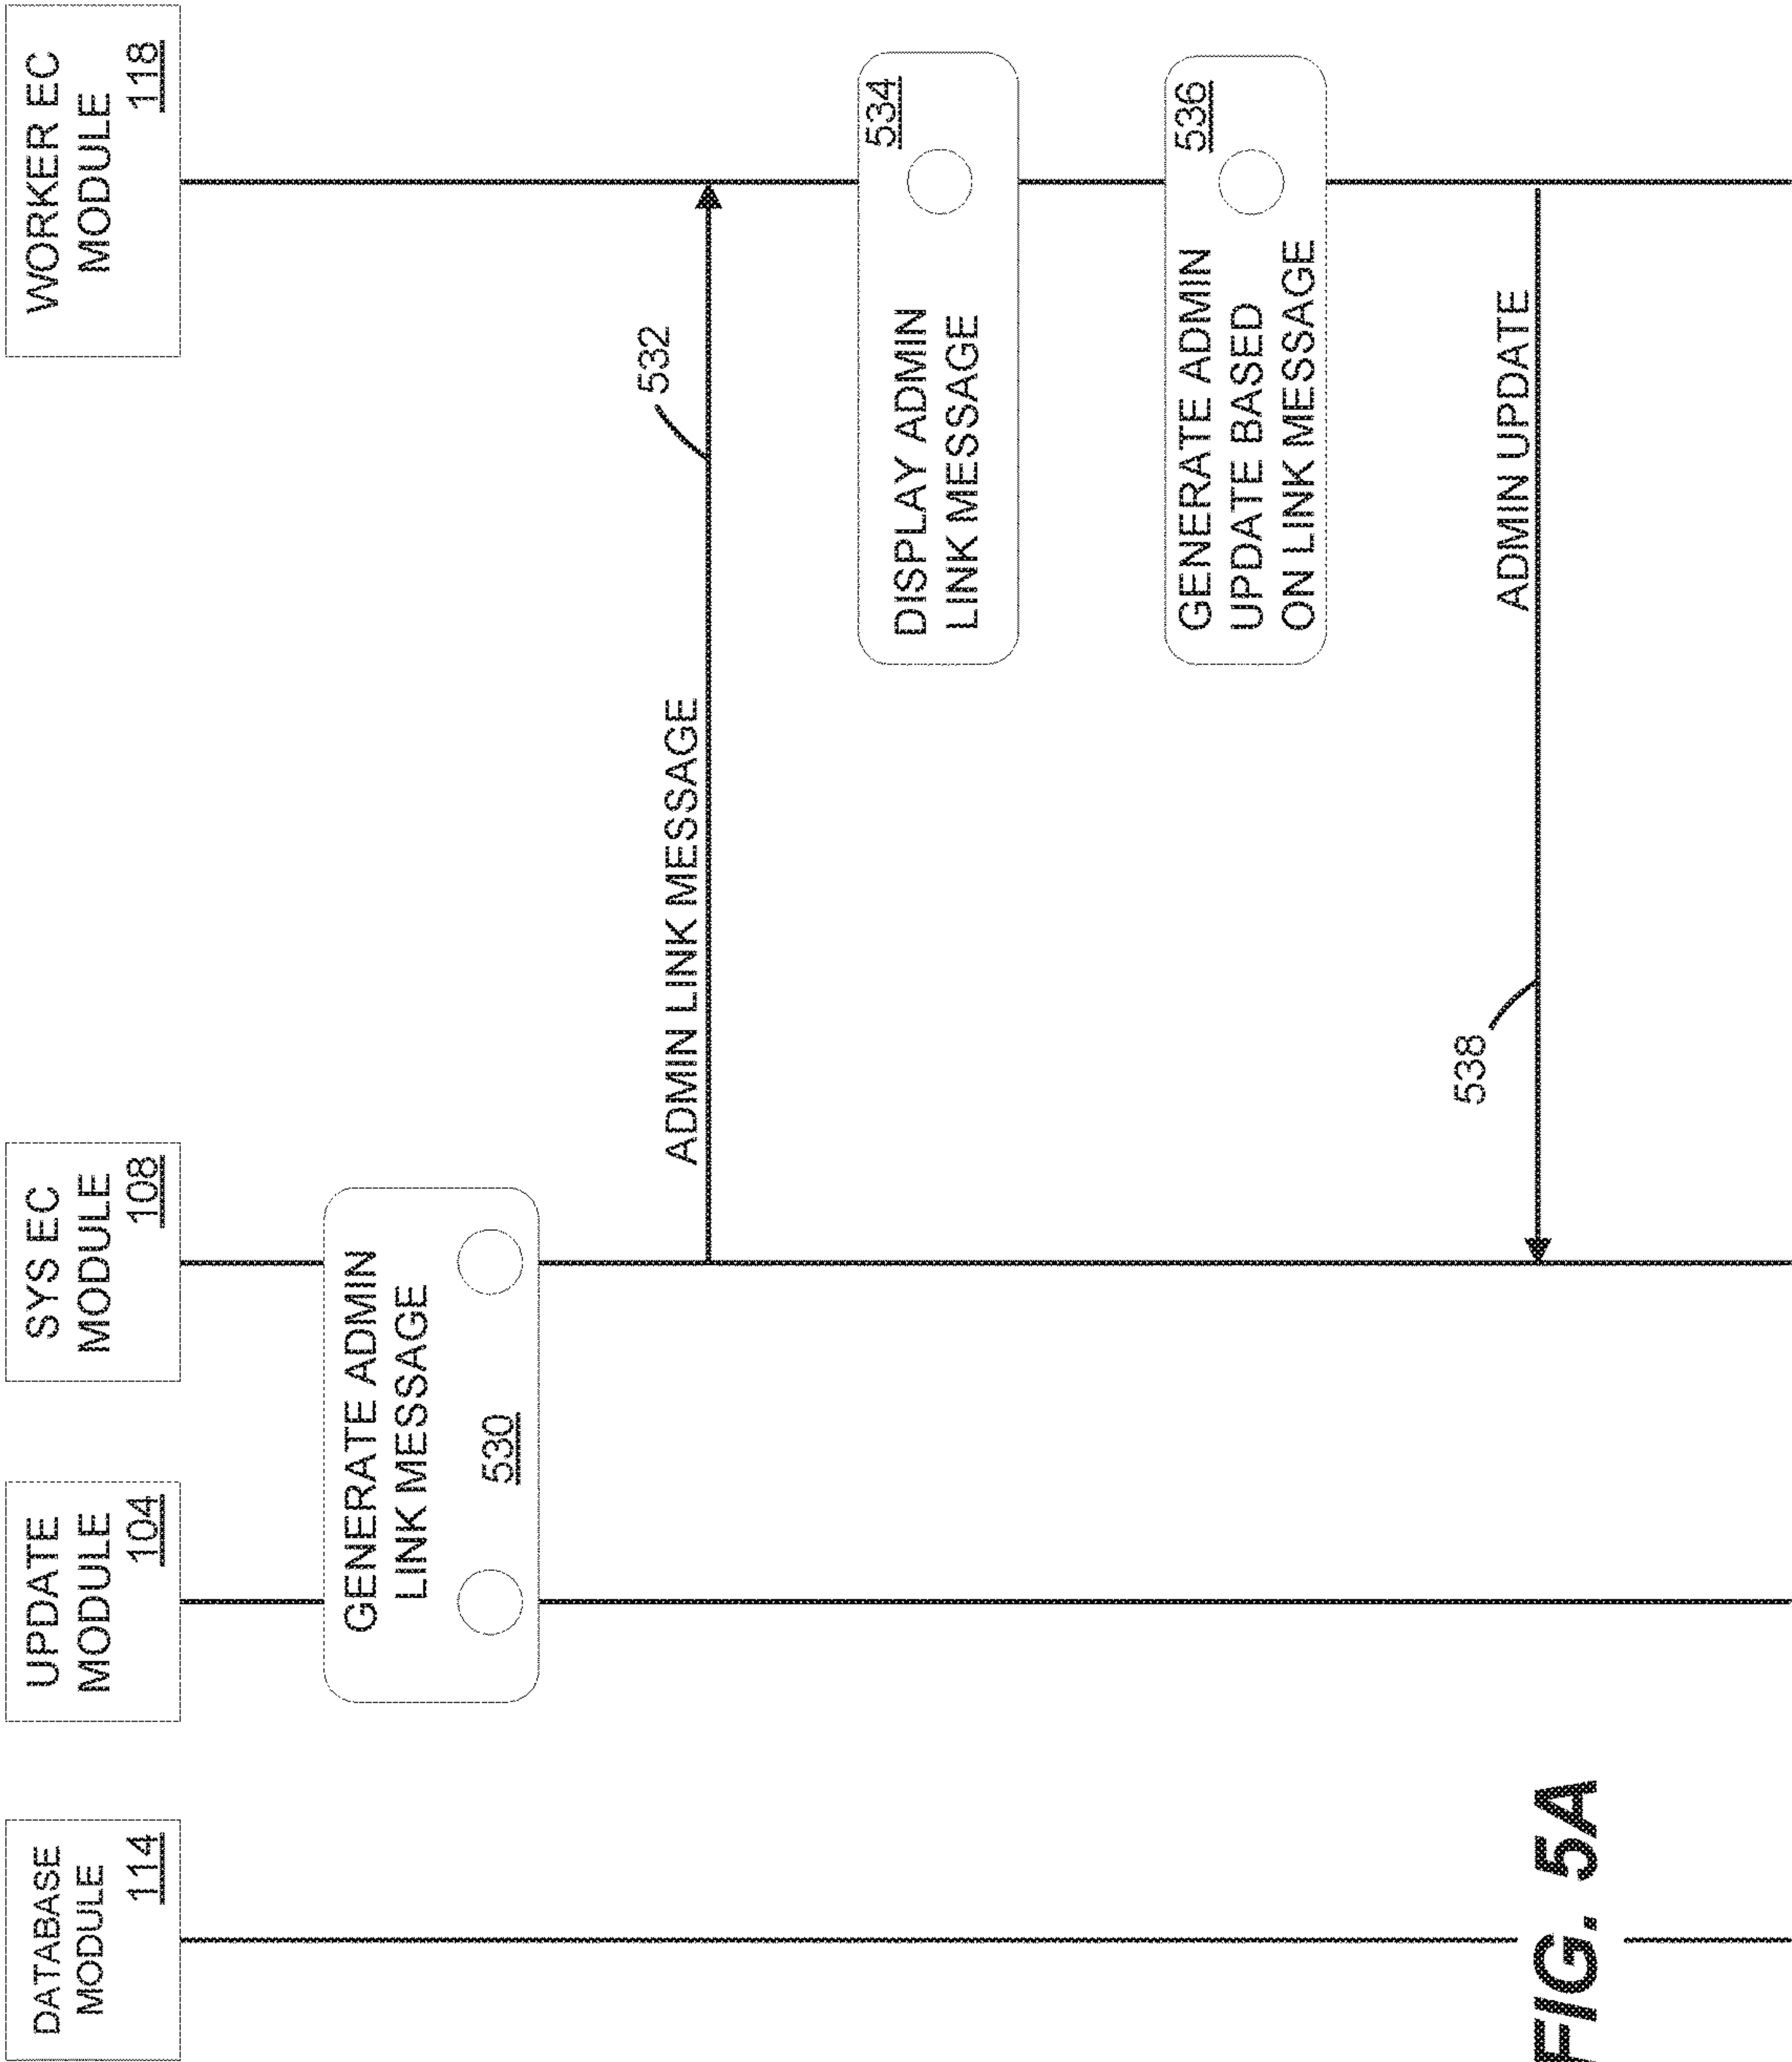 DATABASE
MODULE
114
UPDATE
MODULE
104
SYS EC
MODULE
108
WORKER EC
MODULE
118
GENERATE ADMIN
LINK MESSAGE
530
ADMIN LINK MESSAGE
532
DISPLAY ADMIN
LINK MESSAGE
534
GENERATE ADMIN
UPDATE BASED
ON LINK MESSAGE
536
538
ADMIN UPDATE
FIG. 5A